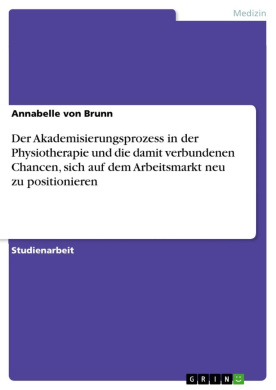 Medizin
Annabelle von Brunn
Der Akademisierungsprozess in der
Physiotherapie und die damit verbundenen
Chancen, sich auf dem Arbeitsmarkt neu
zu positionieren
Studienarbeit
GRIN